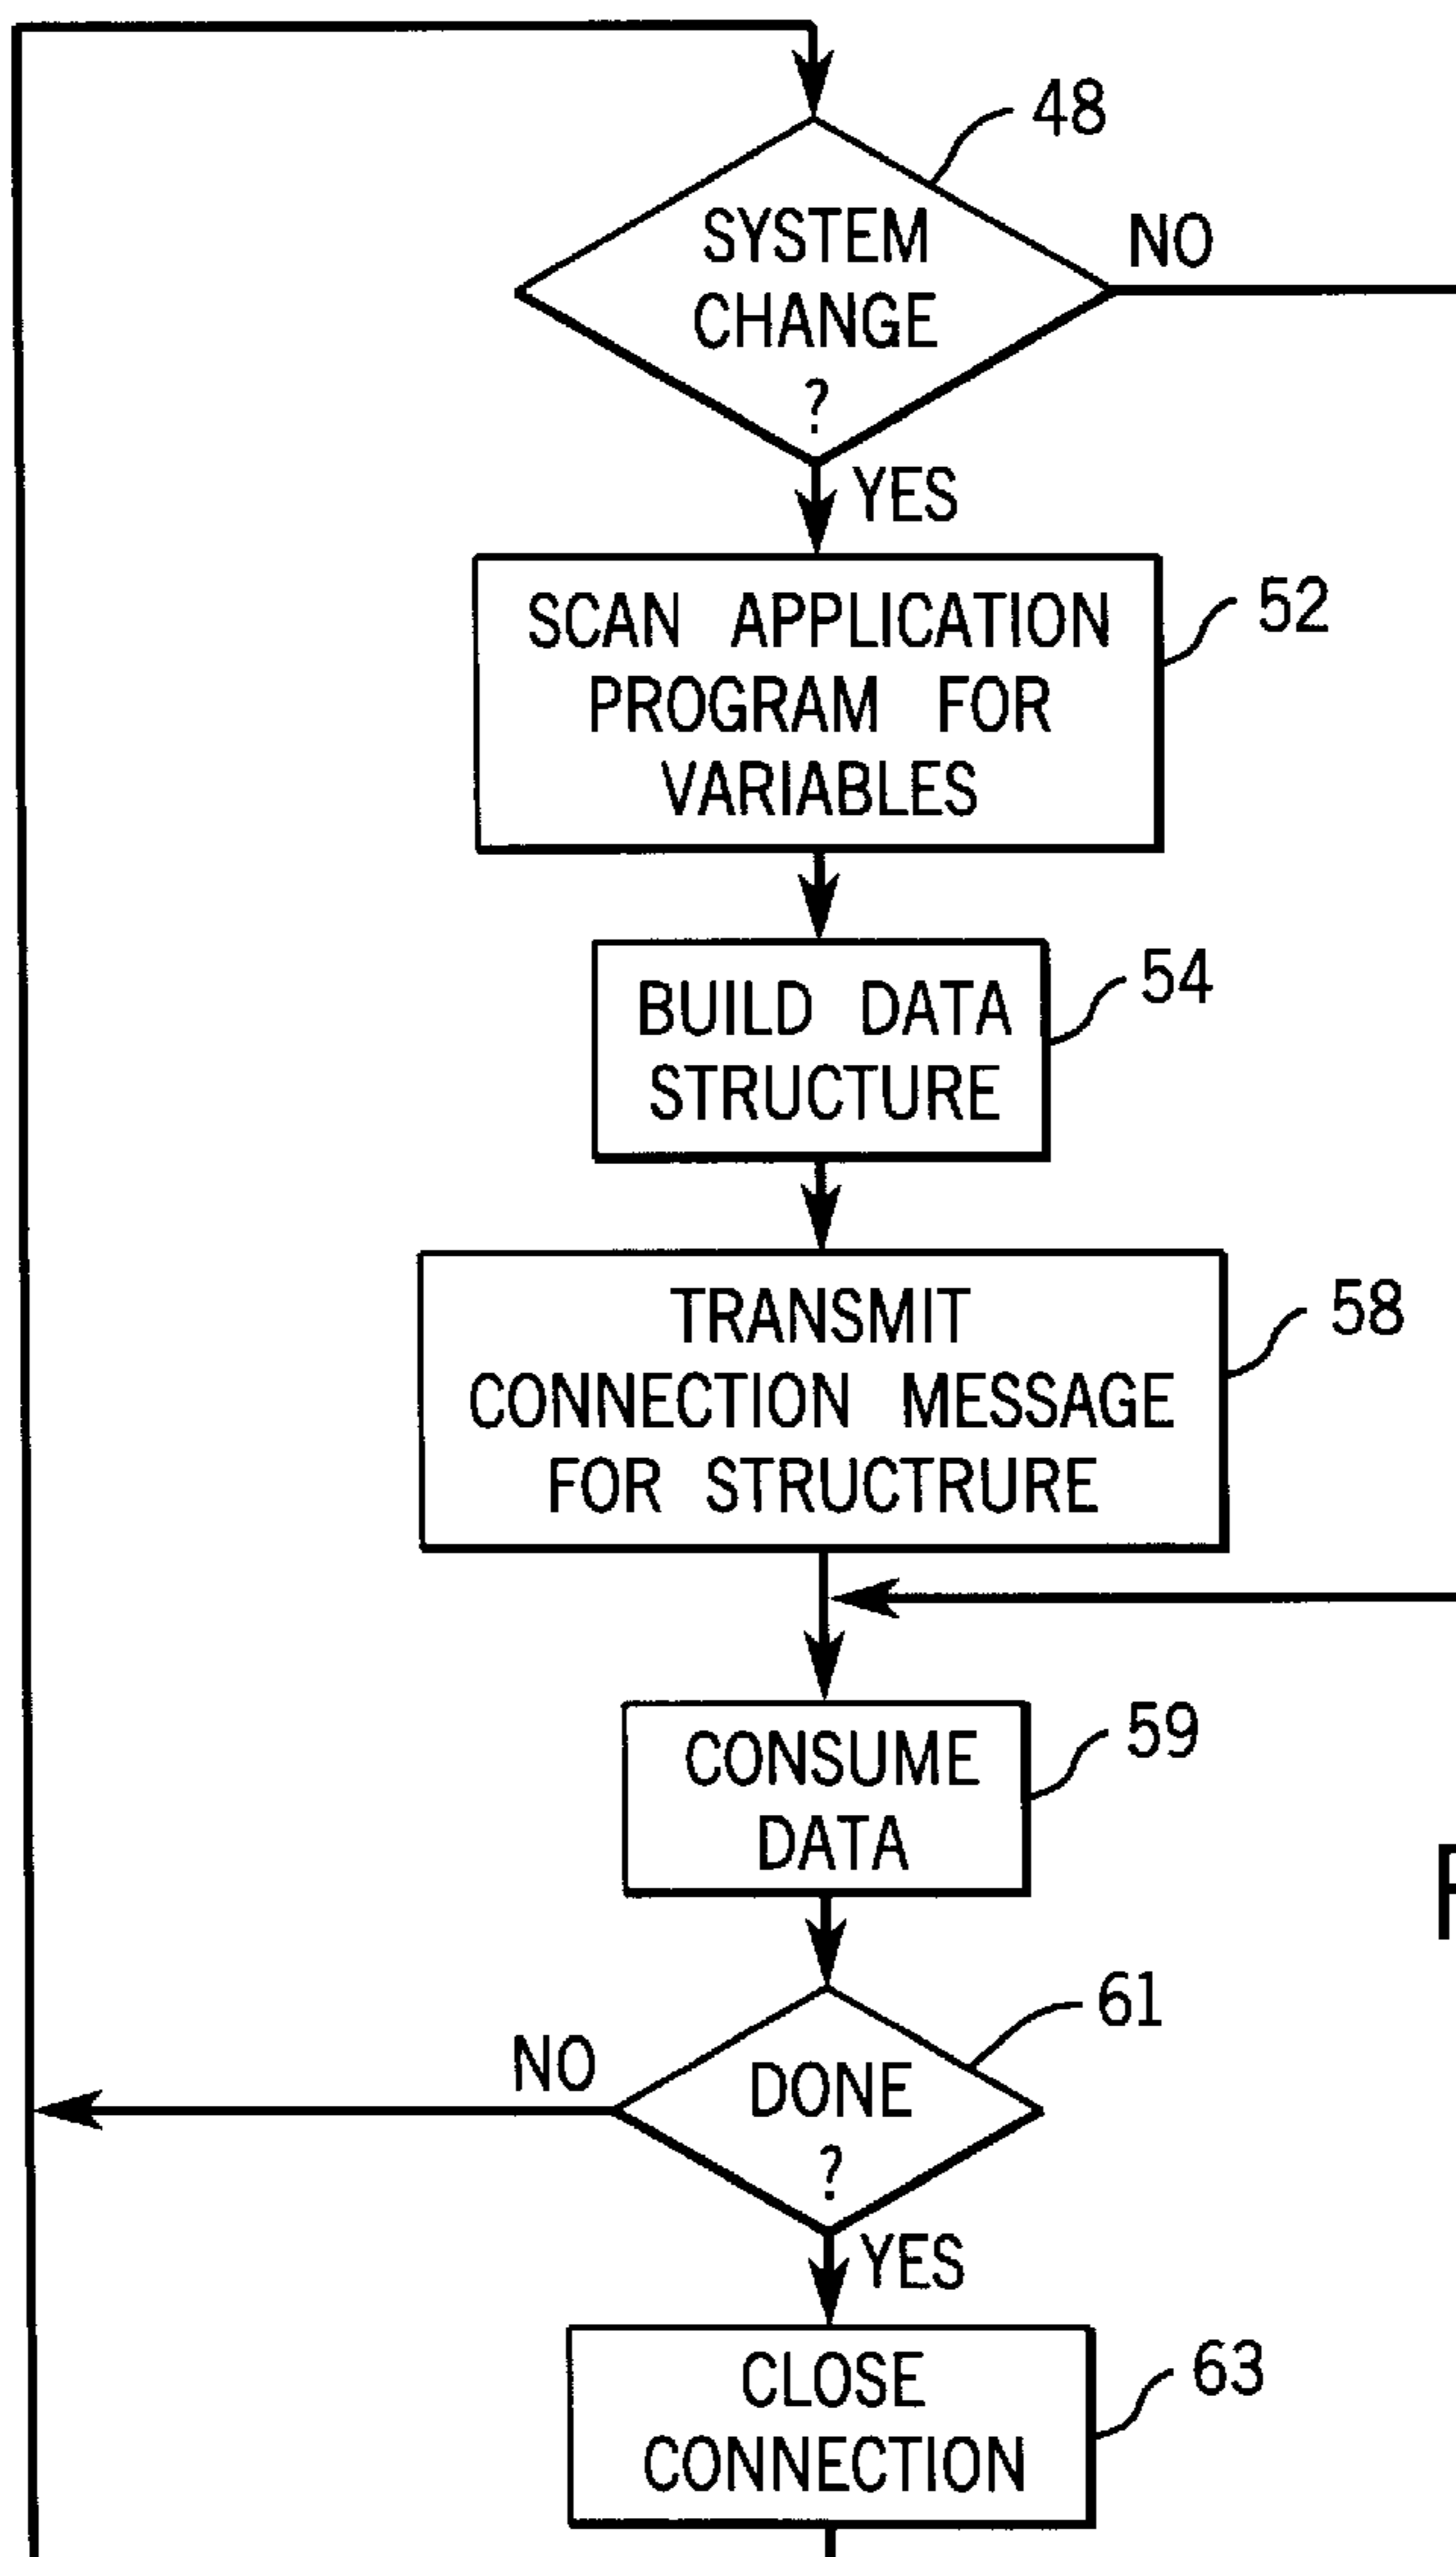 48
SYSTEM
CHANGE
?
NO
YES
SCAN APPLICATION
PROGRAM FOR
VARIABLES
52
BUILD DATA
STRUCTURE
54
TRANSMIT
CONNECTION MESSAGE
FOR STRUCTRURE
58
CONSUME
DATA
59
61
NO
DONE
?
YES
CLOSE
CONNECTION
63